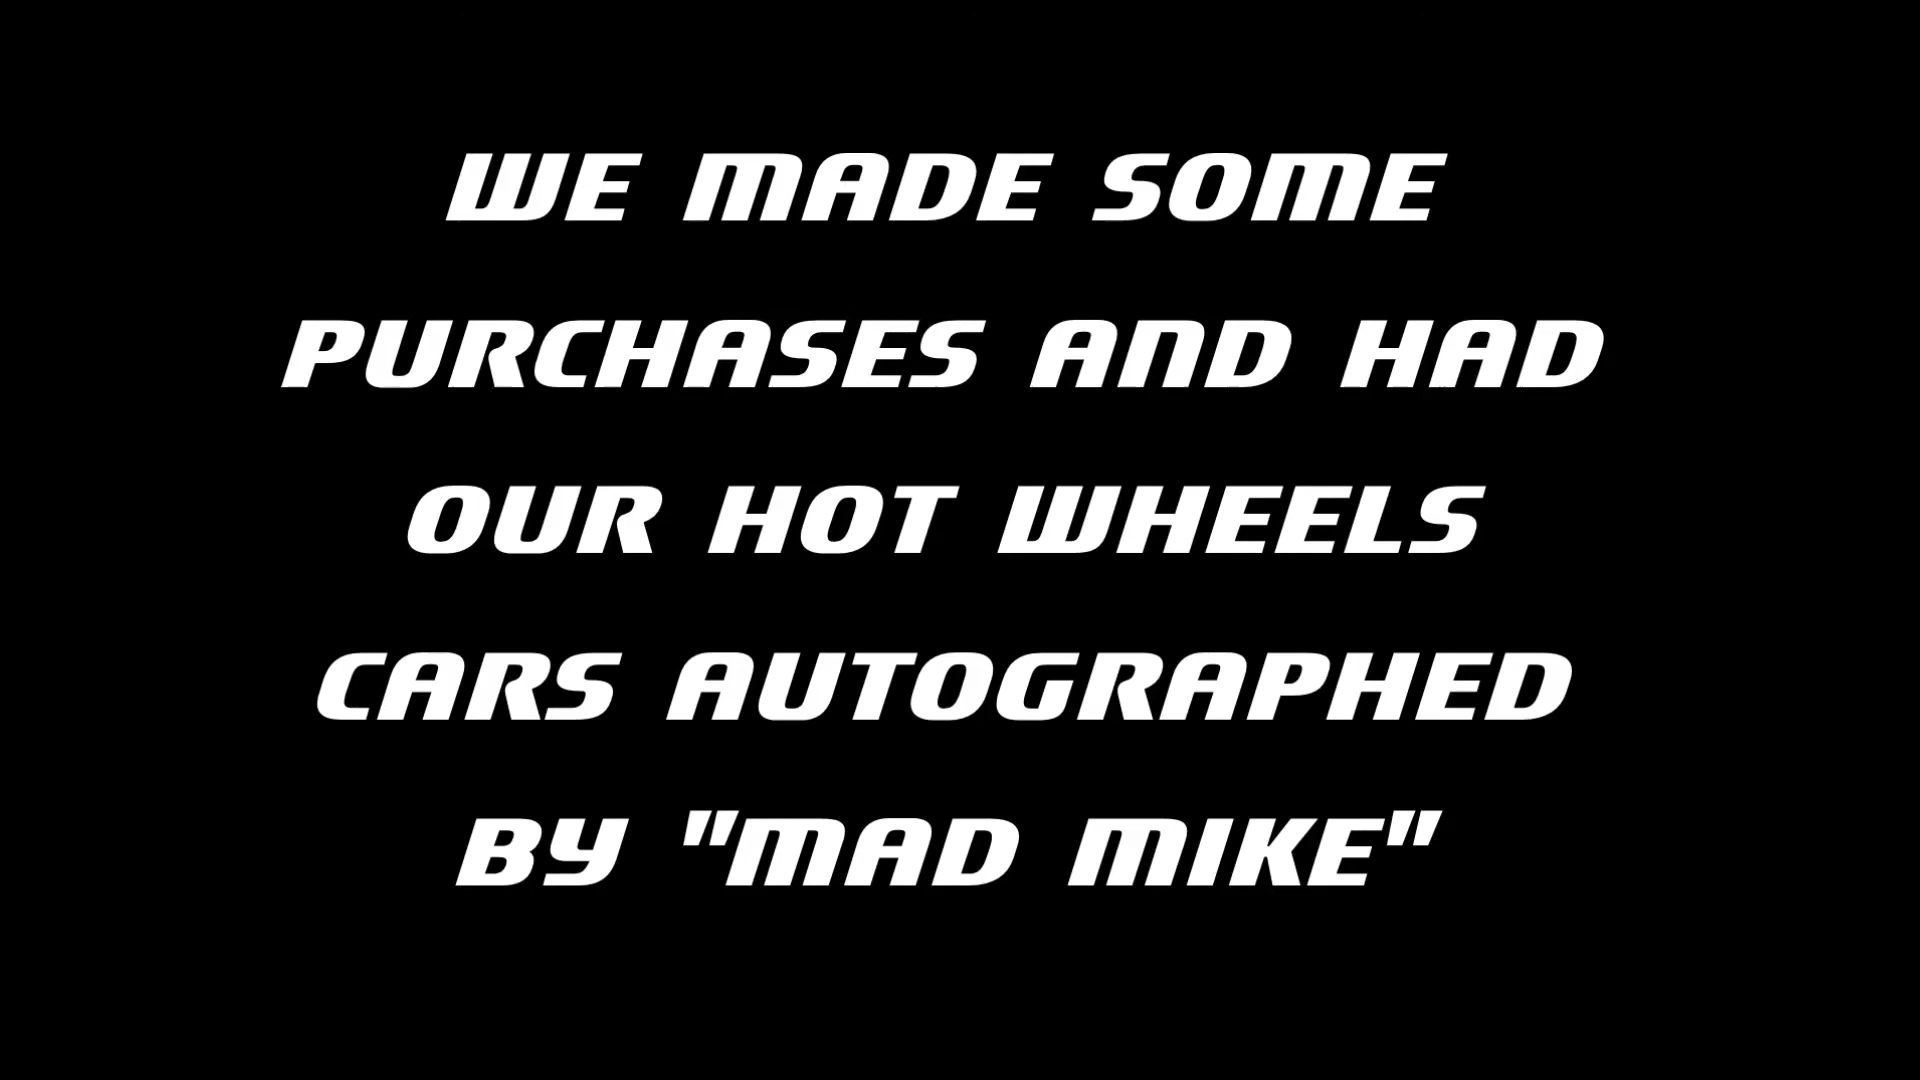 WE MADE SOME
PURCHASES AND HAD
OUR HOT WHEELS
CARS AUTOGRAPHED
BY "MAD MIKE"